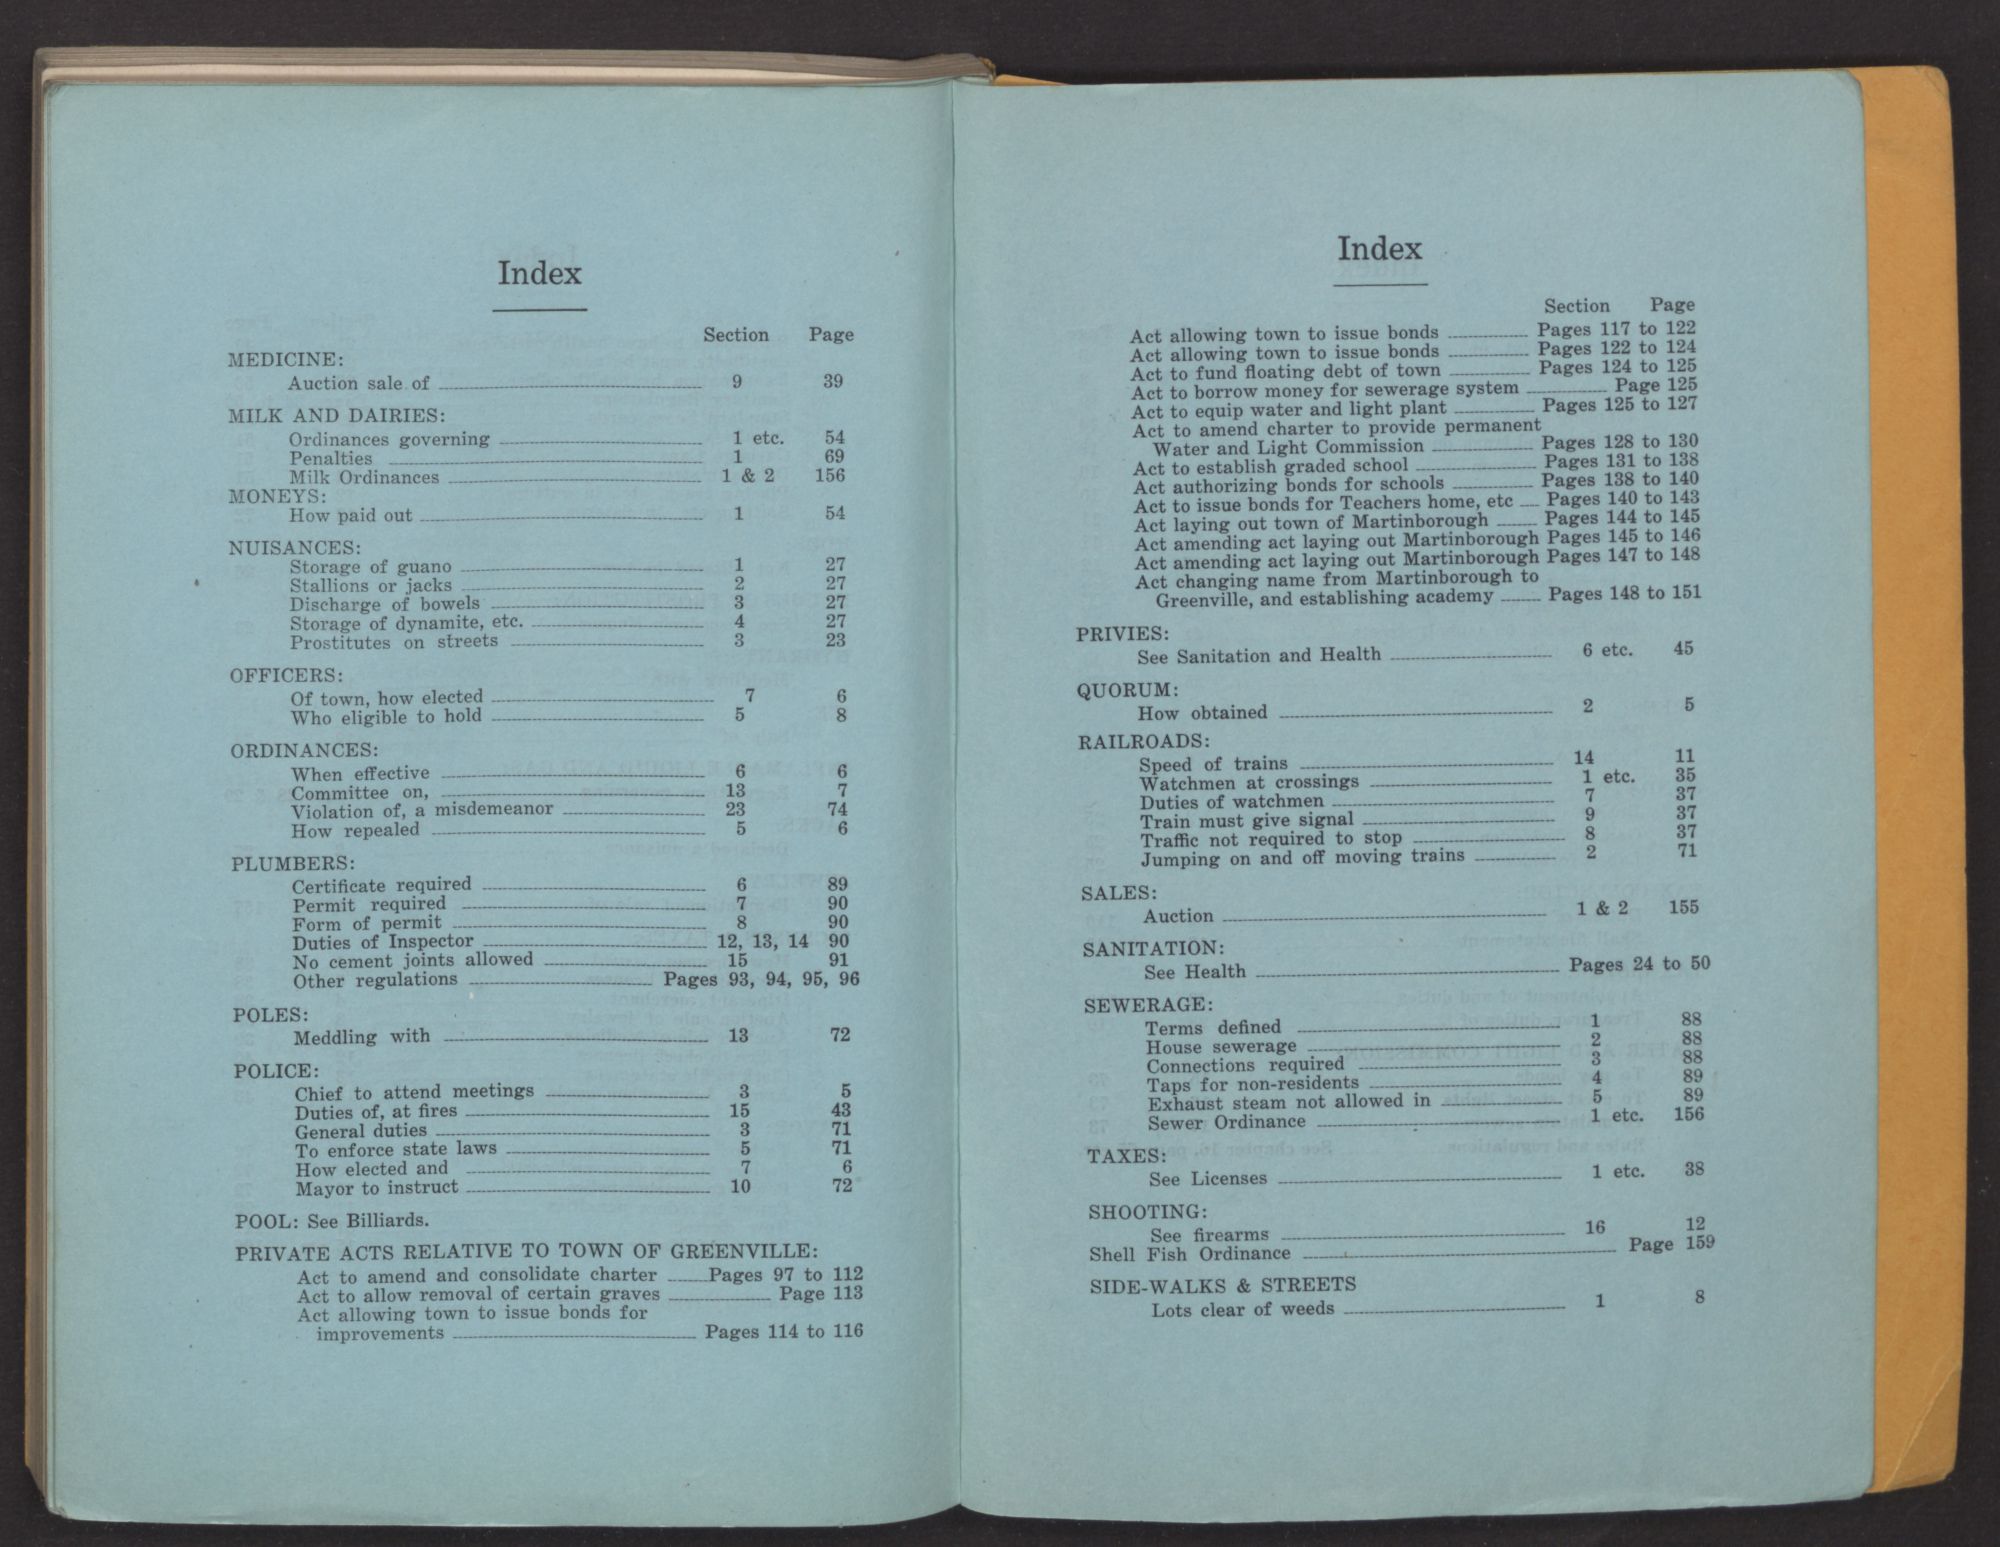 Index
Section Page
MEDICINE:
Auction sale of 9 39
MILK AND DAIRIES:
Ordinances governing 1 etc. 54
Penalties 1 69
Milk Ordinances 1 & 2 156
MONEYS:
How paid out 1 54
NUISANCES:
Storage of guano 1 27
Stallions or jacks 2 27
Discharge of bowels 3 27
Storage of dynamite, etc. 4 27
Prostitutes on streets 3 23
OFFICERS:
Of town, how elected 7 6
Who eligible to hold 5 8
ORDINANCES:
When effective 6 6
Committee on, 13 7
Violation of, a misdemeanor 23 74
How repealed 5 6
PLUMBERS:
Certificate required 6 89
Permit required 7 90
Form of permit 8 90
Duties of Inspector 12, 13, 14 90
No cement joints allowed 15 91
Other regulations Pages 93, 94, 95, 96
POLES:
Meddling with 13 72
POLICE:
Chief to attend meetings 3 5
Duties of, at fires 15 43
General duties 3 71
To enforce state laws 5 71
How elected and 7 6
Mayor to instruct 10 72
POOL: See Billiards.
PRIVATE ACTS RELATIVE TO TOWN OF GREENVILLE:
Act to amend and consolidate charter Pages 97 to 112
Act to allow removal of certain graves Page 113
Act allowing town to issue bonds for
improvements Pages 114 to 116
Index
Section Page
Act allowing town to issue bonds Pages 117 to 122
Act allowing town to issue bonds Pages 122 to 124
Act to fund floating debt of town Pages 124 to 125
Act to borrow money for sewerage system Page 125
Act to equip water and light plant Pages 125 to 127
Act to amend charter to provide permanent
Water and Light Commission Pages 128 to 130
Act to establish graded school Pages 131 to 138
Act authorizing bonds for schools Pages 138 to 140
Act to issue bonds for Teachers home, etc Pages 140 to 143
Act laying out town of Martinborough Pages 144 to 145
Act amending act laying out Martinborough Pages 145 to 146
Act amending act laying out Martinborough Pages 147 to 148
Act changing name from Martinborough to
Greenville, and establishing academy Pages 148 to 151
PRIVIES:
See Sanitation and Health 6 etc. 45
QUORUM:
How obtained 2 5
RAILROADS:
Speed of trains 14 11
Watchmen at crossings 1 etc. 35
Duties of watchmen 7 37
Train must give signal 9 37
Traffic not required to stop 8 37
Jumping on and off moving trains 2 71
SALES:
Auction 1 & 2 155
SANITATION:
See Health Pages 24 to 50
SEWERAGE:
Terms defined 1 88
House sewerage 2 88
Connections required 3 88
Taps for non-residents 4 89
Exhaust steam not allowed in 5 89
Sewer Ordinance 1 etc. 156
TAXES:
See Licenses 1 etc. 38
SHOOTING:
See firearms 16 12
Shell Fish Ordinance Page 159
SIDE-WALKS & STREETS
Lots clear of weeds 1 8